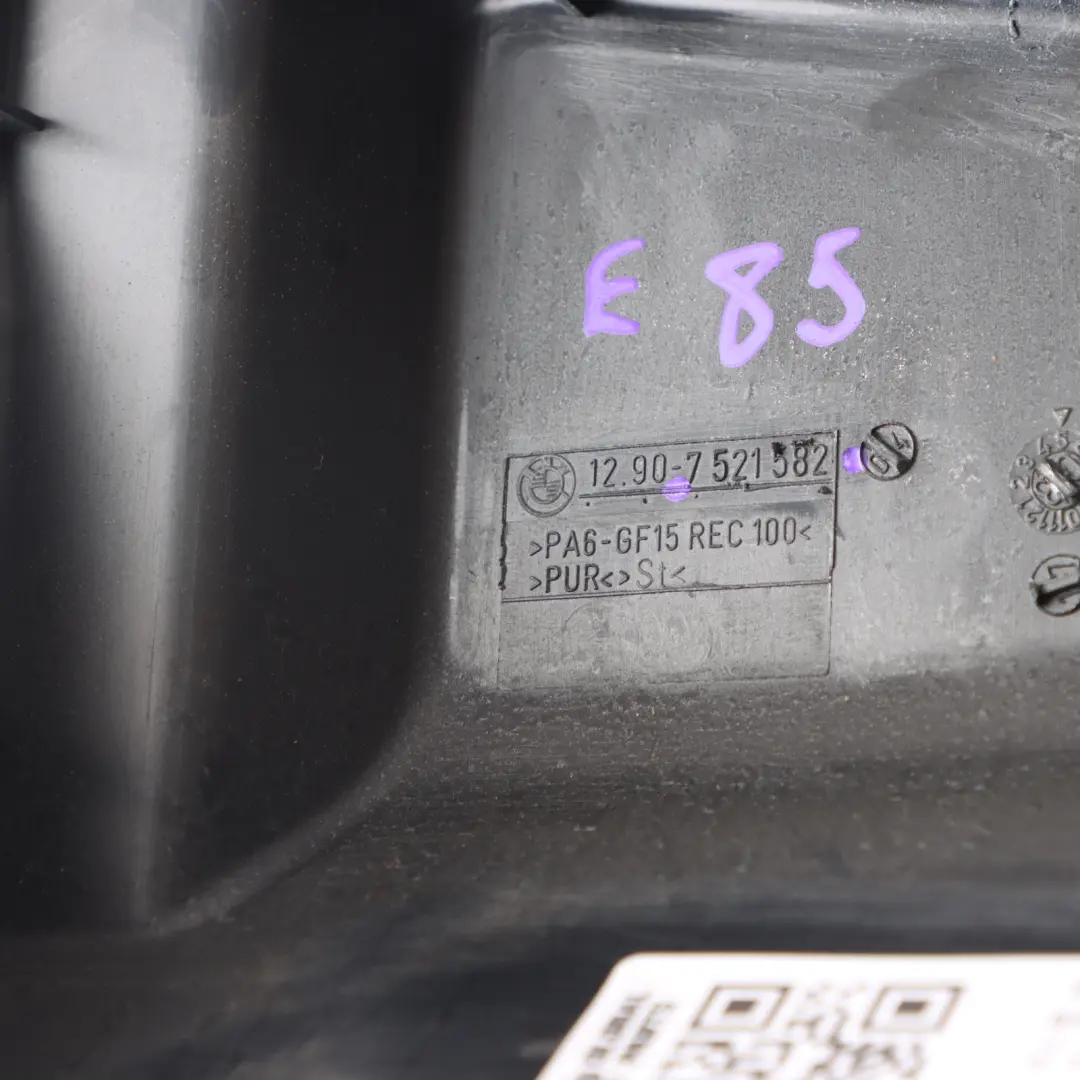 E 85
12.90-7 521 582
>PA6-GF15 REC 100<
>PUR<>St<